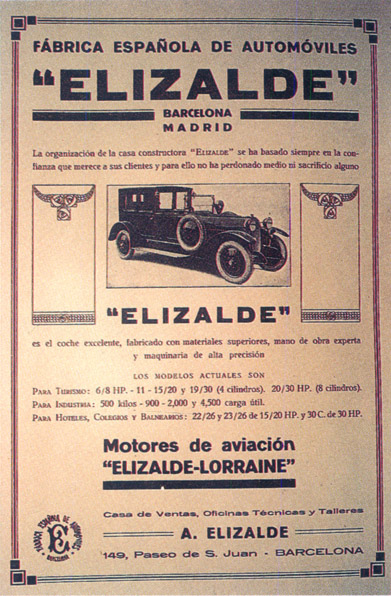 FÁBRICA ESPAÑOLA DE AUTOMÓVILES
"ELIZALDE"
BARCELONA
MADRID
La organización de la casa constructora "ELIZALDE" se ha basado siempre en la con-
fianza que merece a sus clientes y para ello no ha perdonado medio ni sacrificio alguno
"ELIZALDE"
es el coche excelente, fabricado con materiales superiores, mano de obra experta
y maquinaria de alta precisión
LOS MODELOS ACTUALES SON
PARA TURISMO: 6/8 HP. - 11 - 15/20 y 19/30 (4 cilindros). 20/30 HP. (8 cilindros).
PARA INDUSTRIA: 500 kilos - 900 - 2,000 y 4,500 carga útil.
PARA HOTELES, COLEGIOS Y BALNEARIOS: 22/26 y 23/26 de 15/20 HP. y 30 C. de 30 HP.
Motores de aviación
"ELIZALDE-LORRAINE"
Casa de Ventas, Oficinas Técnicas y Talleres
A. ELIZALDE
149, Paseo de S. Juan - BARCELONA
FÁBRICA ESPAÑOLA DE AUTOMÓVILES
E
BARCELONA